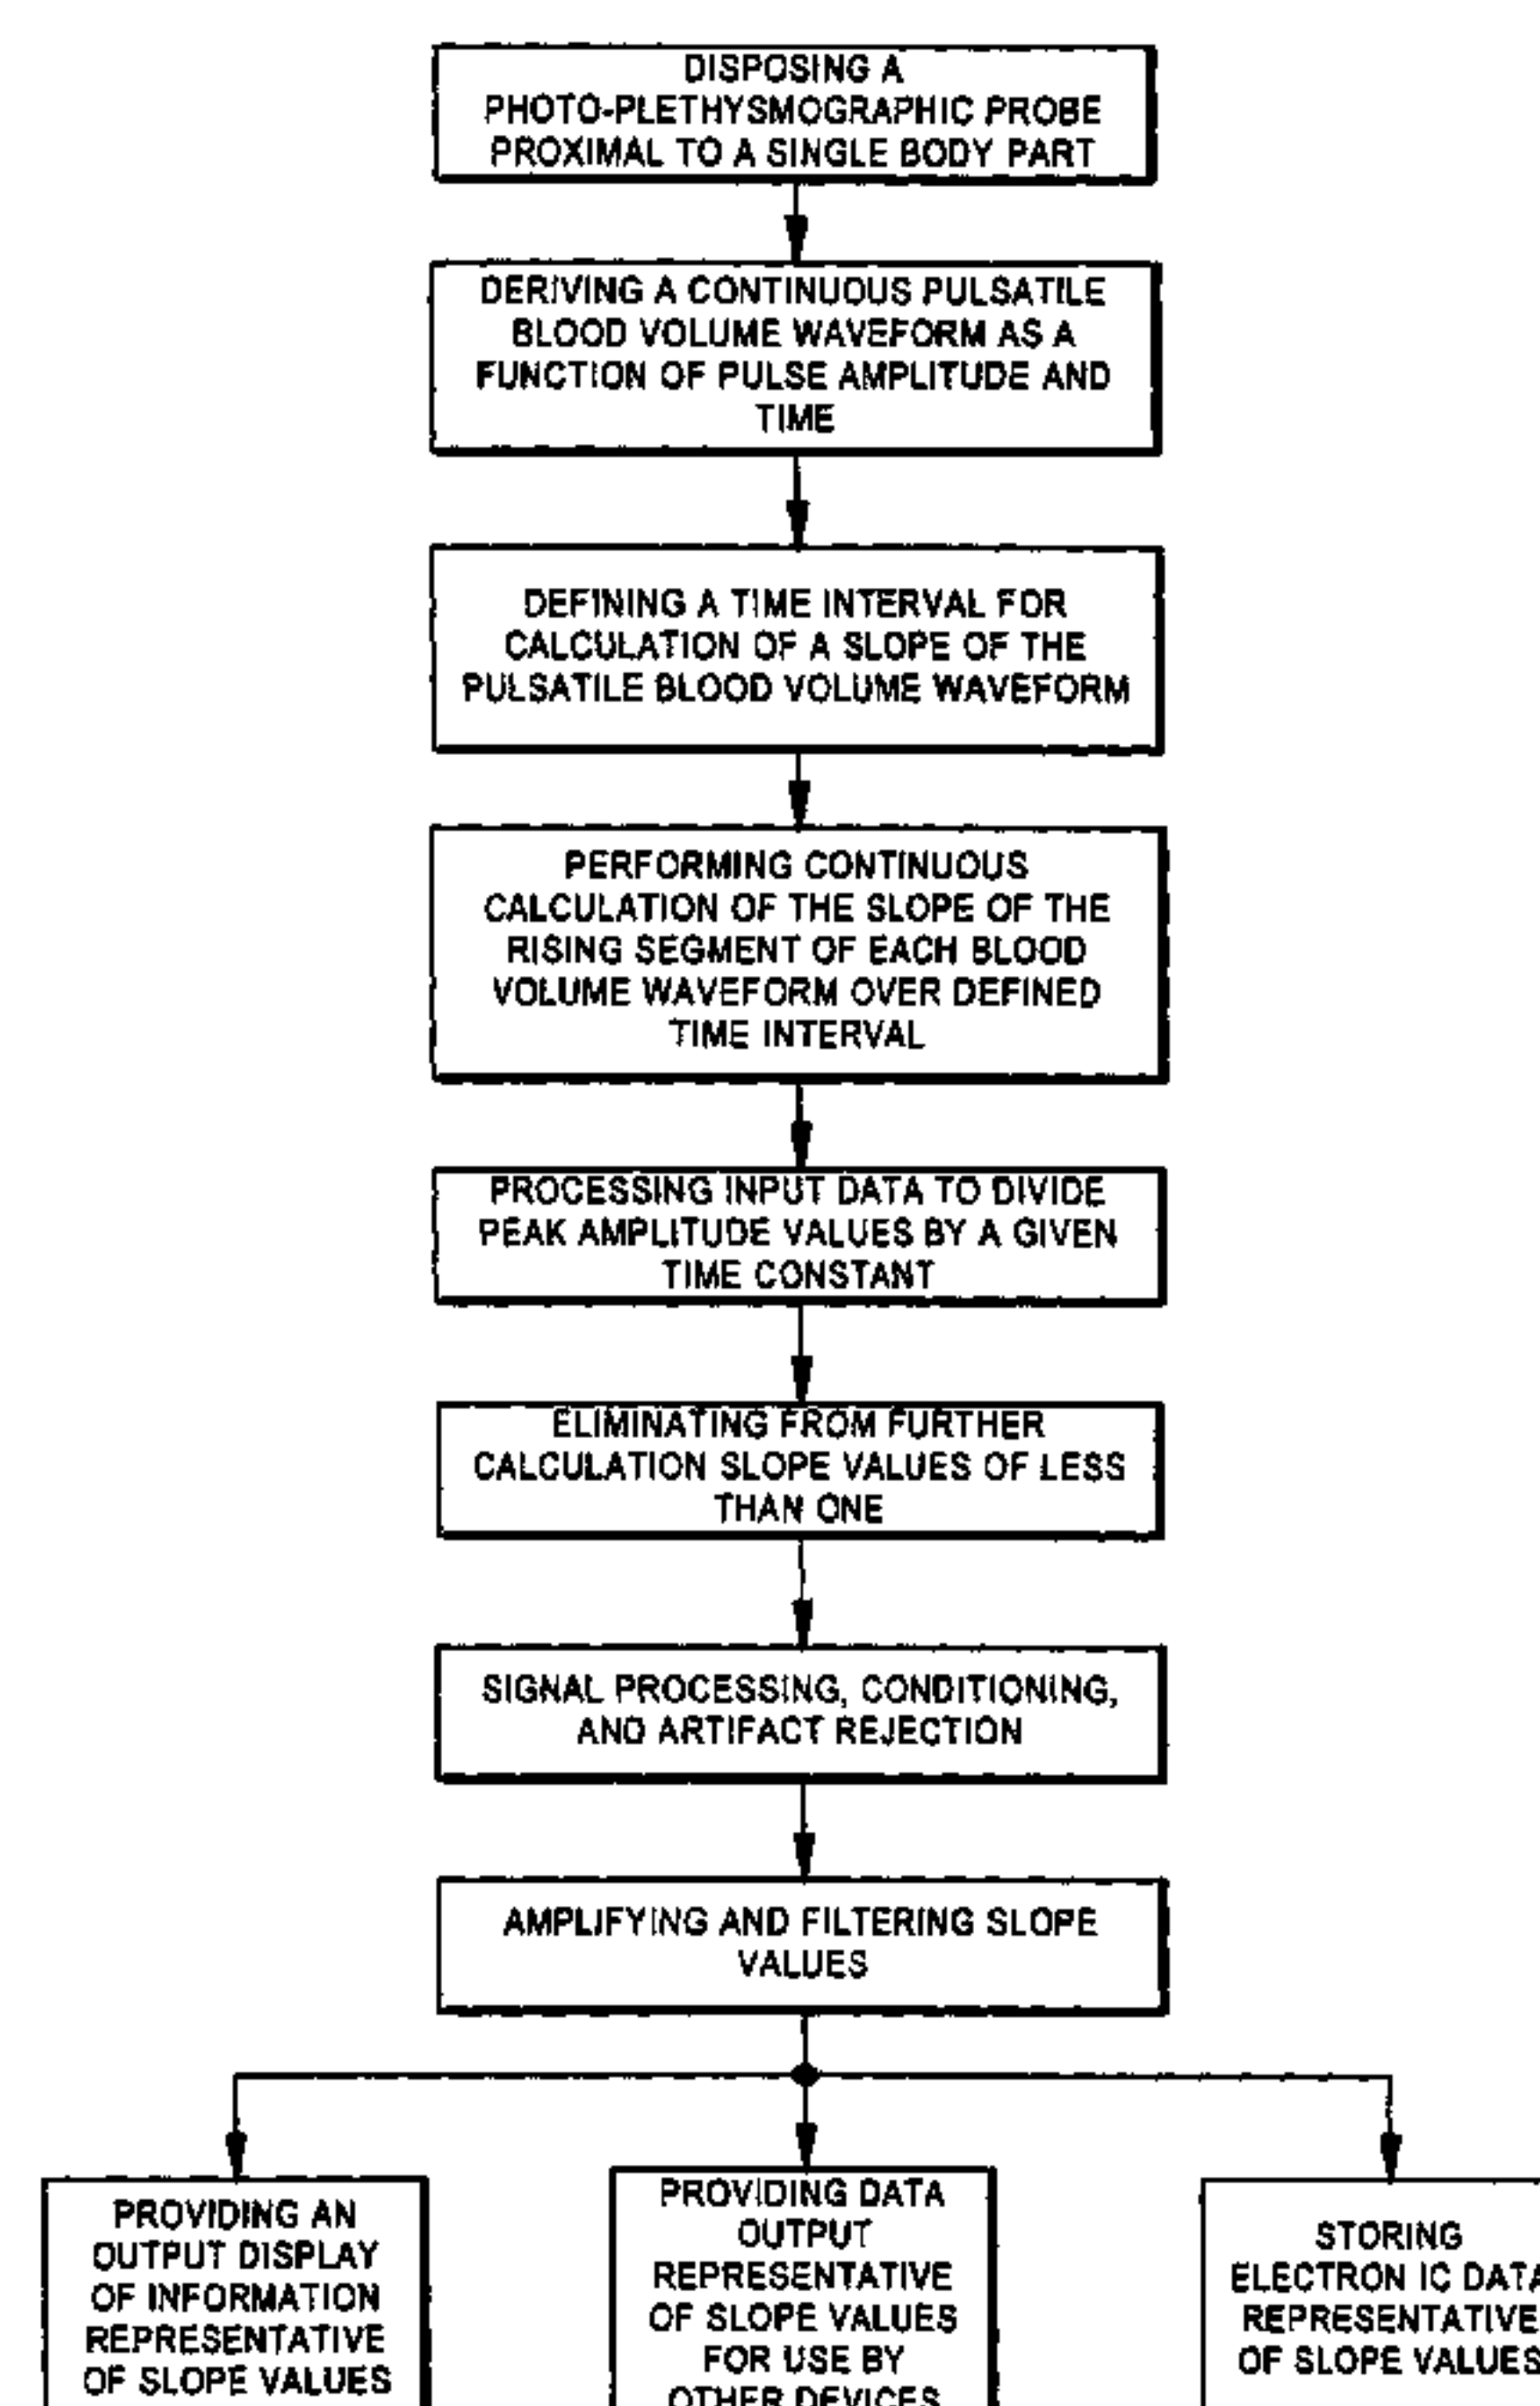 DISPOSING A
PHOTO-PLETHYSMOGRAPHIC PROBE
PROXIMAL TO A SINGLE BODY PART
DERIVING A CONTINUOUS PULSATILE
BLOOD VOLUME WAVEFORM AS A
FUNCTION OF PULSE AMPLITUDE AND
TIME
DEFINING A TIME INTERVAL FOR
CALCULATION OF A SLOPE OF THE
PULSATILE BLOOD VOLUME WAVEFORM
PERFORMING CONTINUOUS
CALCULATION OF THE SLOPE OF THE
RISING SEGMENT OF EACH BLOOD
VOLUME WAVEFORM OVER DEFINED
TIME INTERVAL
PROCESSING INPUT DATA TO DIVIDE
PEAK AMPLITUDE VALUES BY A GIVEN
TIME CONSTANT
ELIMINATING FROM FURTHER
CALCULATION SLOPE VALUES OF LESS
THAN ONE
SIGNAL PROCESSING, CONDITIONING,
AND ARTIFACT REJECTION
AMPLIFYING AND FILTERING SLOPE
VALUES
PROVIDING AN
OUTPUT DISPLAY
OF INFORMATION
REPRESENTATIVE
OF SLOPE VALUES
PROVIDING DATA
OUTPUT
REPRESENTATIVE
OF SLOPE VALUES
FOR USE BY
OTHER DEVICES
STORING
ELECTRON IC DATA
REPRESENTATIVE
OF SLOPE VALUES